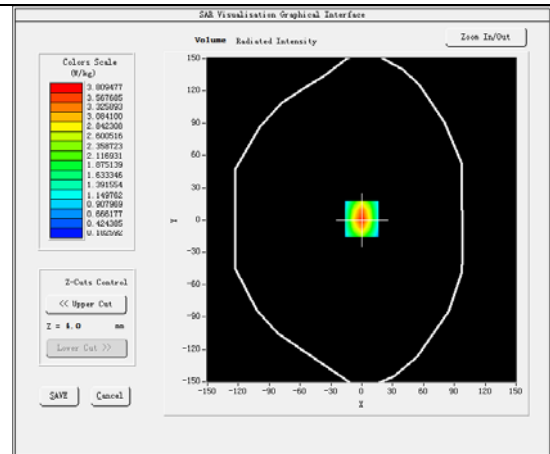 SAR Visualisation Graphical Interface
Volume Radiated Intensity
Zoom In/Out
Colors Scale
(W/kg)
3.809477
3.567685
3.325893
3.084100
2.842308
2.600516
2.358723
2.116931
1.875139
1.633346
1.391554
1.149762
0.907969
0.666177
0.424385
Z-Cuts Control
<< Upper Cut
Z = 4.0 mm
Lower Cut >>
SAVE
Cancel
150
120
90
60
30
0
-30
-60
-90
-120
-150
Y
-150 -120 -90 -60 -30 0 30 60 90 120 150
X